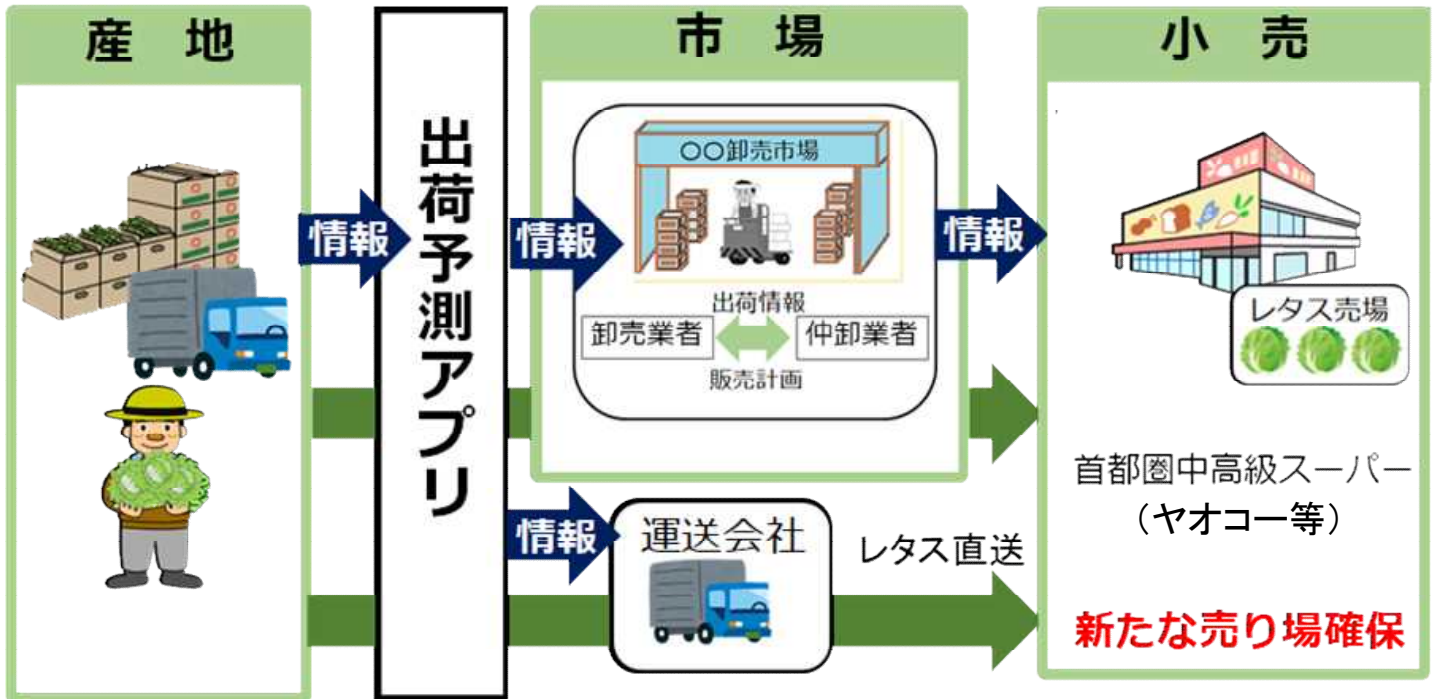 産　地
情報
出荷予測アプリ
情報
情報
市　場
〇〇卸売市場
出荷情報
卸売業者
仲卸業者
販売計画
運送会社
情報
レタス直送
小　売
レタス売場
首都圏中高級スーパー
（ヤオコー等）
新たな売り場確保